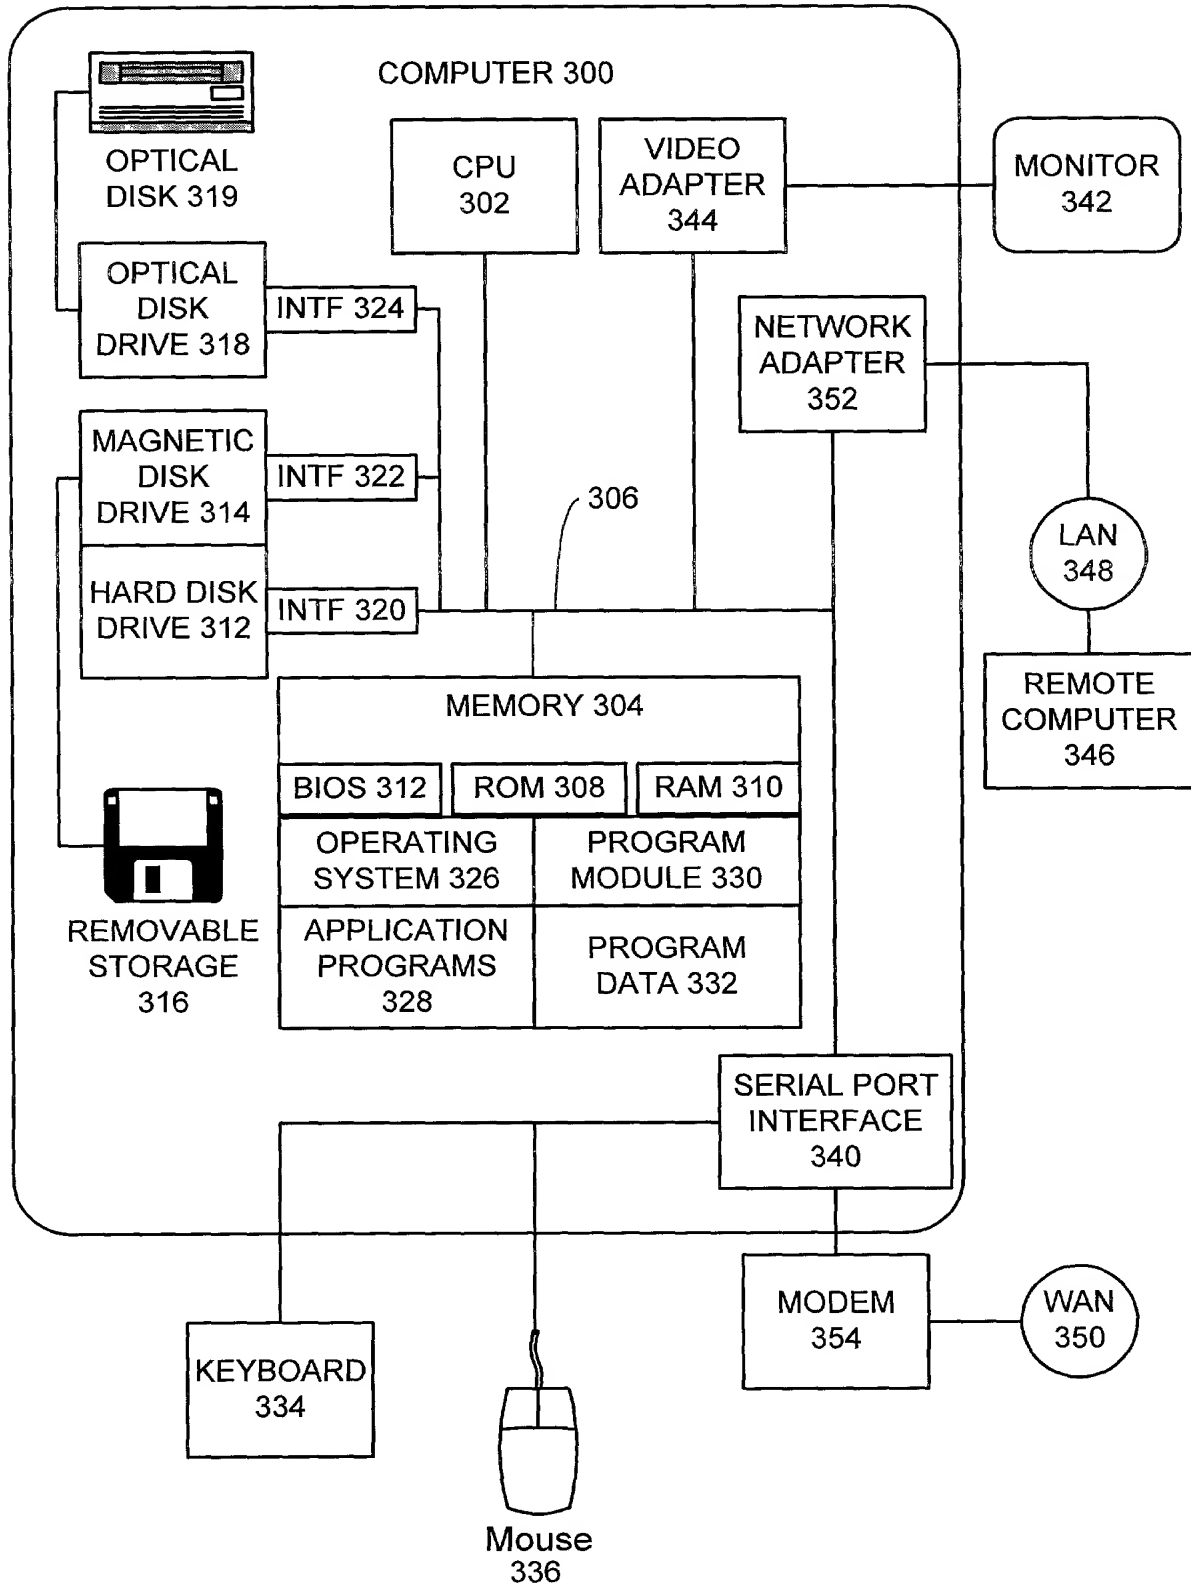 COMPUTER 300
OPTICAL
DISK 319
CPU
302
VIDEO
ADAPTER
344
MONITOR
342
OPTICAL
DISK
DRIVE 318
INTF 324
NETWORK
ADAPTER
352
MAGNETIC
DISK
DRIVE 314
INTF 322
306
LAN
348
HARD DISK
DRIVE 312
INTF 320
REMOTE
COMPUTER
346
MEMORY 304
BIOS 312
ROM 308
RAM 310
OPERATING
SYSTEM 326
PROGRAM
MODULE 330
APPLICATION
PROGRAMS
328
PROGRAM
DATA 332
REMOVABLE
STORAGE
316
SERIAL PORT
INTERFACE
340
MODEM
354
WAN
350
KEYBOARD
334
Mouse
336